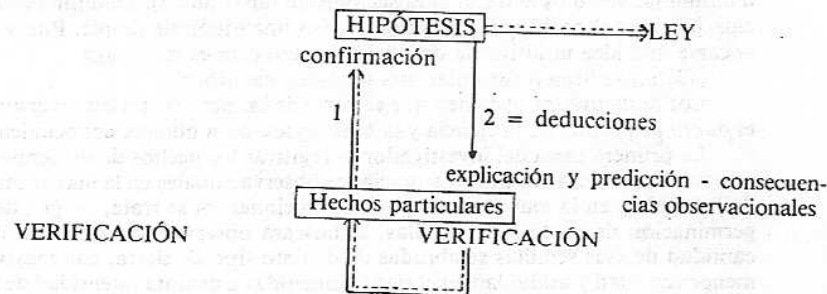 HIPÓTESIS LEY
confirmación
1 2 = deducciones
explicación y predicción consecuen-
cias observacionales
Hechos particulares
VERIFICACIÓN VERIFICACIÓN